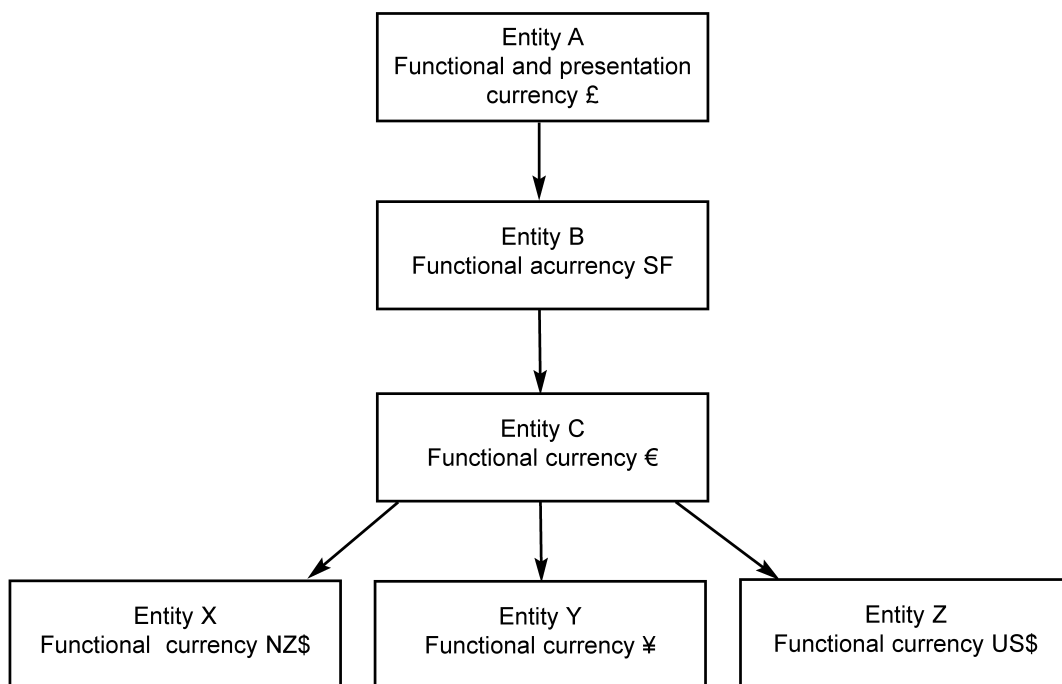 Entity A
Functional and presentation
currency £
Entity B
Functional acurrency SF
Entity C
Functional currency €
Entity X
Functional currency NZ$
Entity Y
Functional currency ¥
Entity Z
Functional currency US$